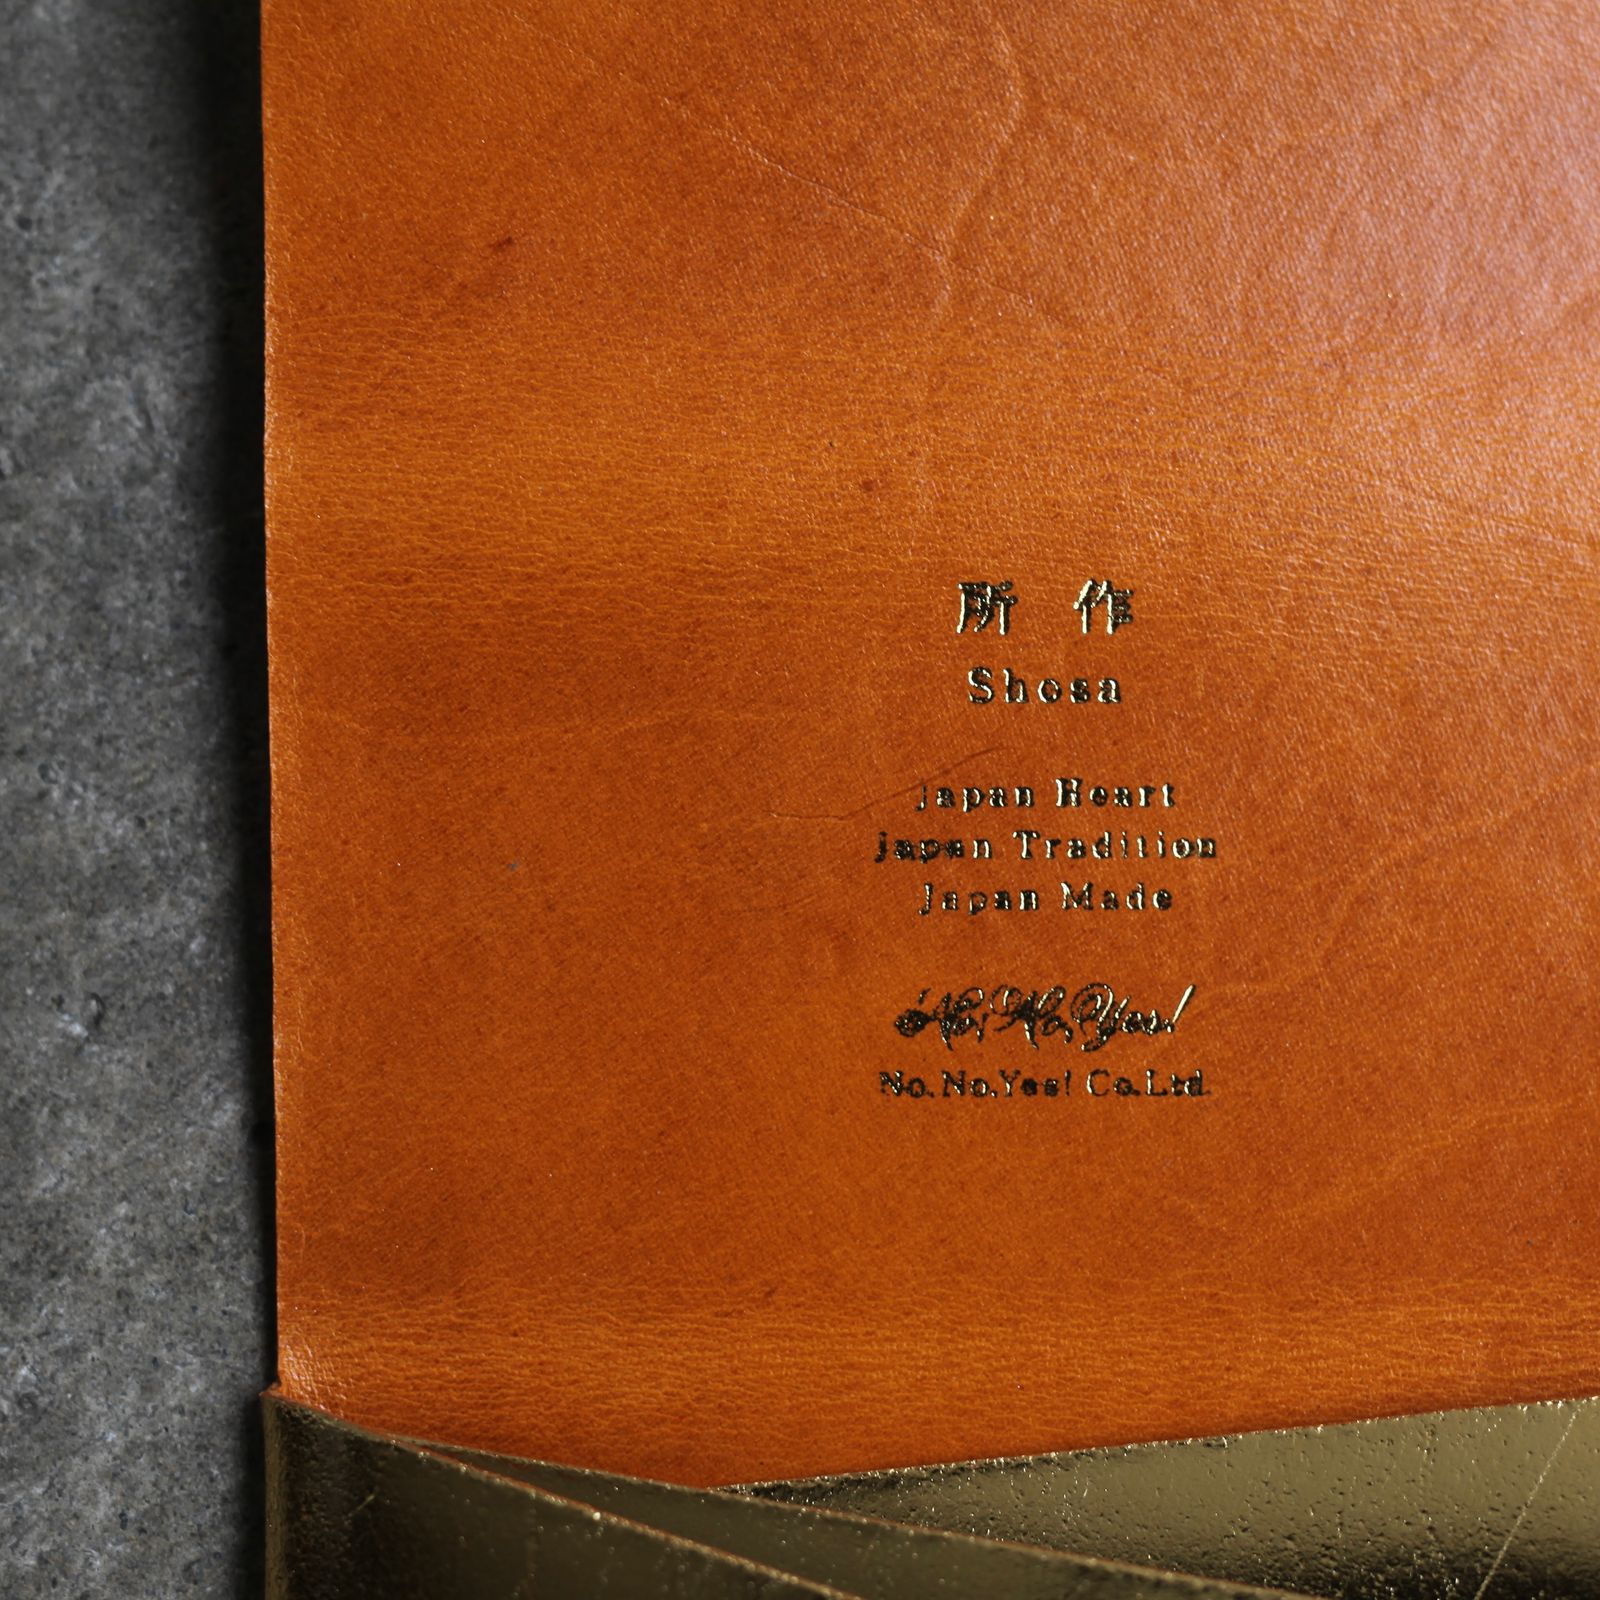 所作
Shosa
Japan Heart
Japan Tradition
Japan Made
No, No, Yes!
No,No,Yes! Co.Ltd.